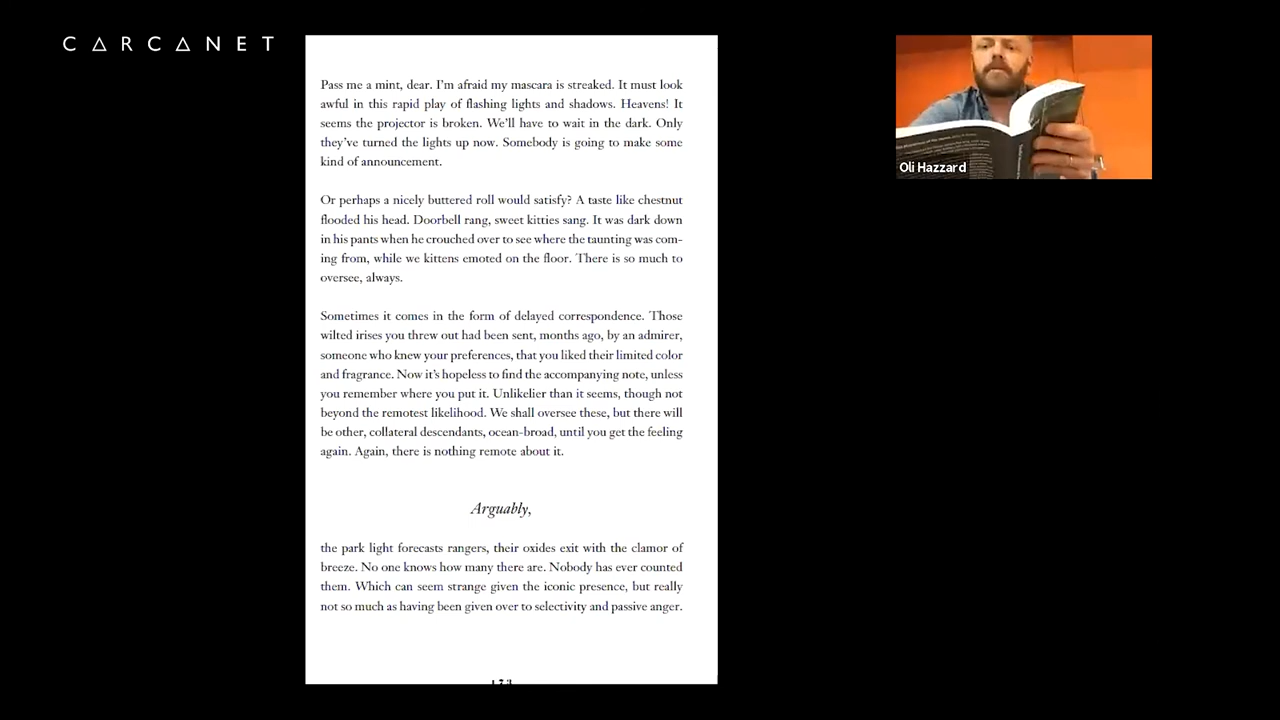 CARCANET
Pass me a mint, dear. I'm afraid my mascara is streaked. It must look
awful in this rapid play of flashing lights and shadows. Heavens! It
seems the projector is broken. We'll have to wait in the dark. Only
they've turned the lights up now. Somebody is going to make some
kind of announcement.
Or perhaps a nicely buttered roll would satisfy? A taste like chestnut
flooded his head. Doorbell rang, sweet kitties sang. It was dark down
in his pants when he crouched over to see where the taunting was com-
ing from, while we kittens emoted on the floor. There is so much to
oversee, always.
Sometimes it comes in the form of delayed correspondence. Those
wilted irises you threw out had been sent, months ago, by an admirer,
someone who knew your preferences, that you liked their limited color
and fragrance. Now it's hopeless to find the accompanying note, unless
you remember where you put it. Unlikelier than it seems, though not
beyond the remotest likelihood. We shall oversee these, but there will
be other, collateral descendants, ocean-broad, until you get the feeling
again. Again, there is nothing remote about it.
Arguably,
the park light forecasts rangers, their oxides exit with the clamor of
breeze. No one knows how many there are. Nobody has ever counted
them. Which can seem strange given the iconic presence, but really
not so much as having been given over to selectivity and passive anger.
Oli Hazzard